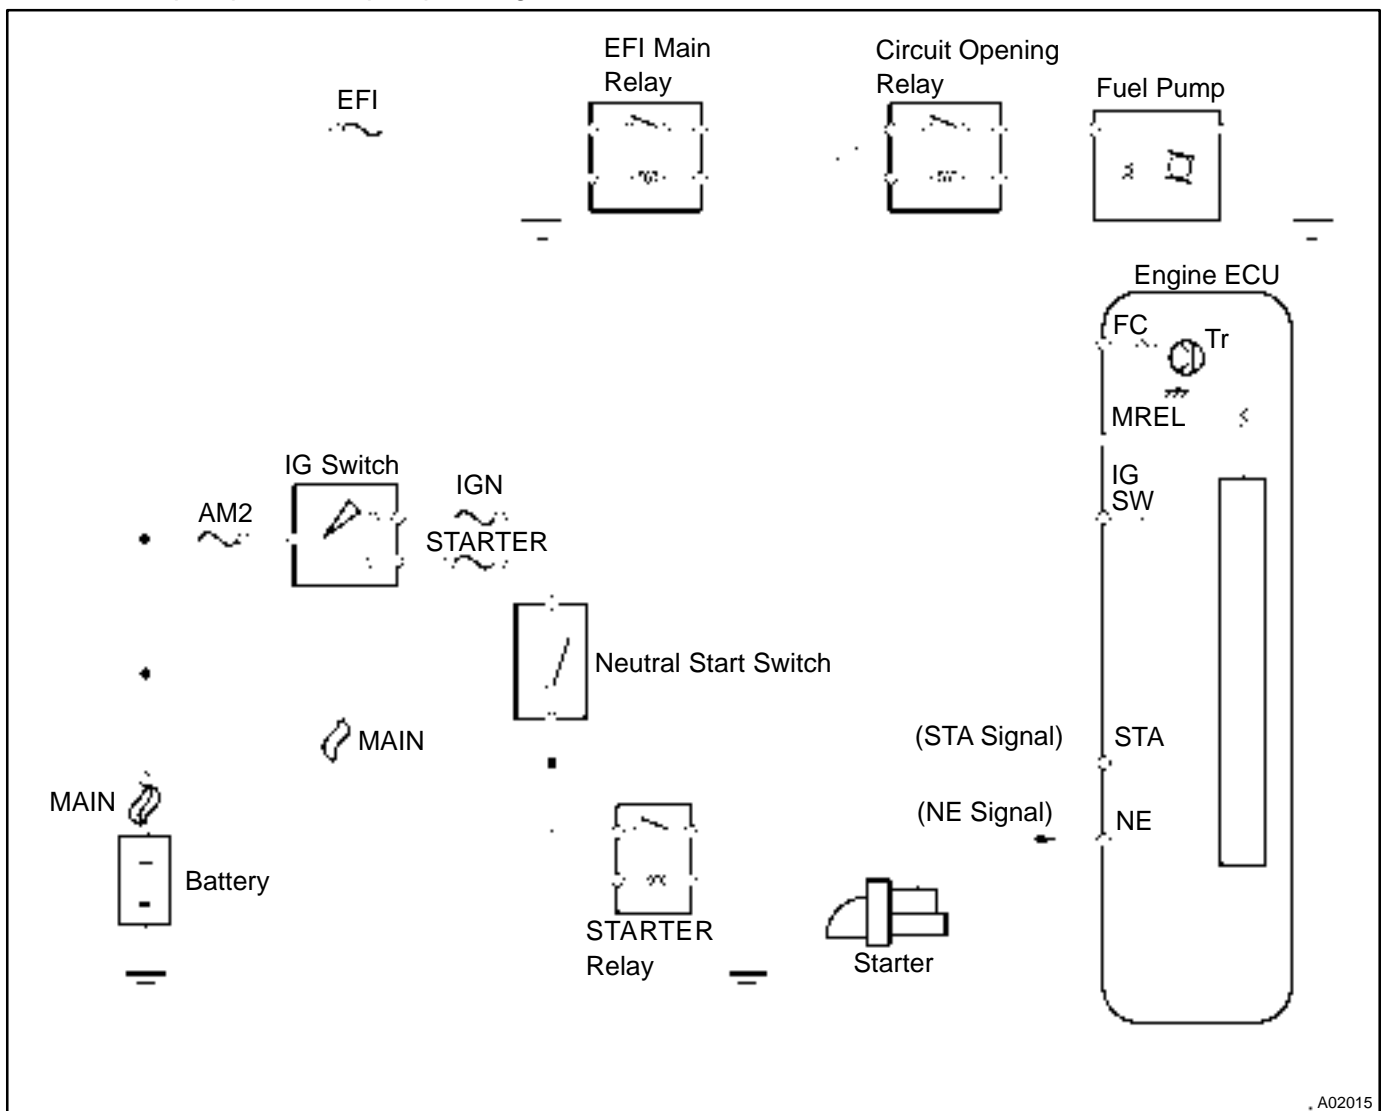 EFI Main
Relay
Circuit Opening
Relay
Fuel Pump
EFI
Engine ECU
FC
Tr
MREL
IG Switch
IGN
IG
SW
AM2
STARTER
Neutral Start Switch
MAIN
(STA Signal)
STA
MAIN
(NE Signal)
NE
Battery
STARTER
Relay
Starter
A02015